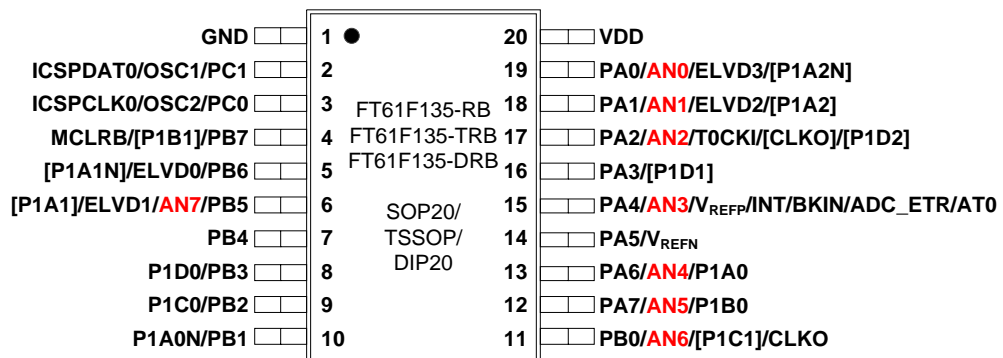 GND 1 20 VDD
ICSPDAT0/OSC1/PC1 2 19 PA0/AN0/ELVD3/[P1A2N]
ICSPCLK0/OSC2/PC0 3 FT61F135-RB 18 PA1/AN1/ELVD2/[P1A2]
MCLRB/[P1B1]/PB7 4 FT61F135-TRB 17 PA2/AN2/T0CKI/[CLKO]/[P1D2]
[P1A1N]/ELVD0/PB6 5 FT61F135-DRB 16 PA3/[P1D1]
[P1A1]/ELVD1/AN7/PB5 6 SOP20/ 15 PA4/AN3/VREFP/INT/BKIN/ADC_ETR/AT0
PB4 7 TSSOP/ 14 PA5/VREFN
P1D0/PB3 8 DIP20 13 PA6/AN4/P1A0
P1C0/PB2 9 12 PA7/AN5/P1B0
P1A0N/PB1 10 11 PB0/AN6/[P1C1]/CLKO